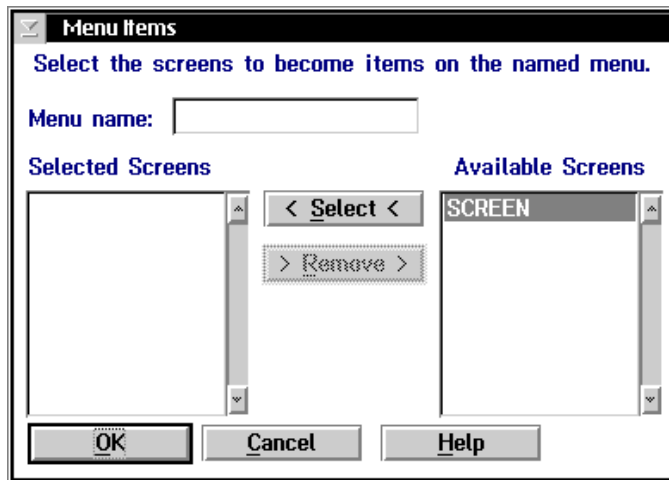 Menu Items
Select the screens to become items on the named menu.
Menu name:
Selected Screens Available Screens
< Select < SCREEN
> Remove >
OK Cancel Help